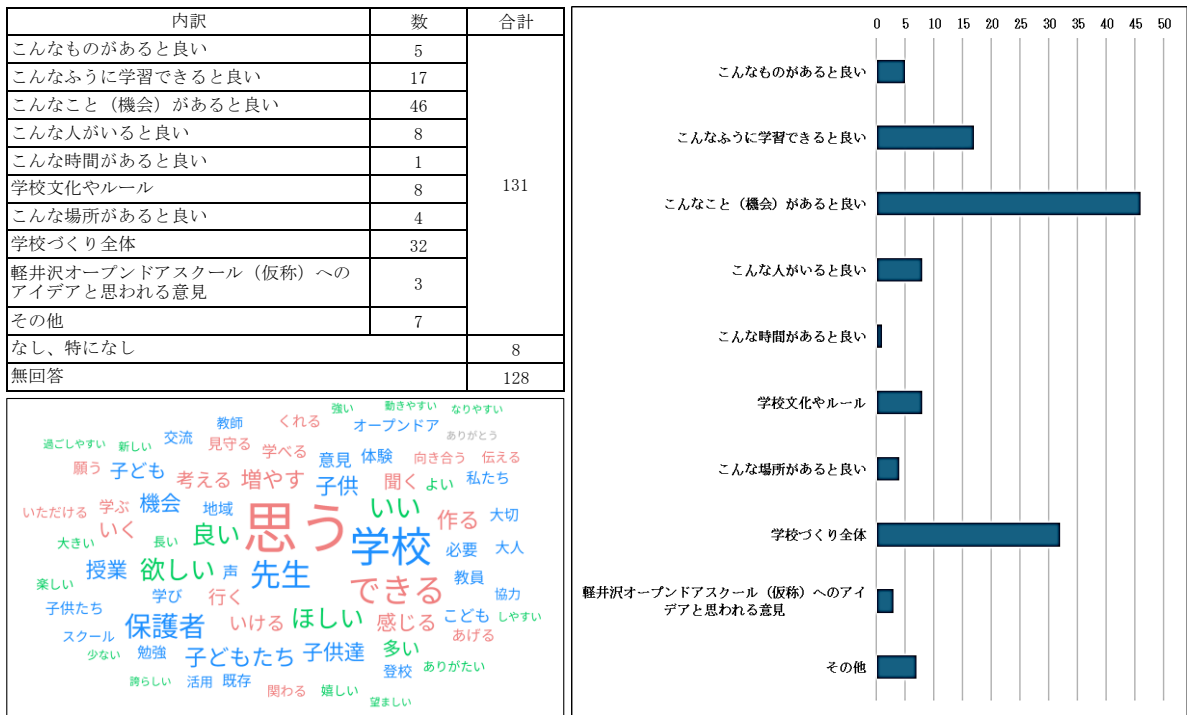 内訳 数 合計
こんなものがあると良い 5
こんなふうに学習できると良い 17
こんなこと（機会）があると良い 46
こんな人がいると良い 8
こんな時間があると良い 1
学校文化やルール 8
131
こんな場所があると良い 4
学校づくり全体 32
軽井沢オープンドアスクール（仮称）への
アイデアと思われる意見 3
その他 7
なし、特になし 8
無回答 128
強い 動きやすい なりやすい
教師 くれる オープンドア ありがとう
過ごしやすい 新しい 交流 見守る 学べる 意見 体験 向き合う 伝える
願う 子ども 考える 増やす 子供 聞く よい 私たち
いただける 学ぶ 機会 地域 思う いい 作る 大切
大きい いく 長い 良い 学校 必要 大人
楽しい 授業 欲しい 声 先生 できる 教員
子供たち 学び 行く 協力
スクール 保護者 いける ほしい 感じる こども しやすい
あげる
少ない 勉強 子どもたち 子供達 多い
登校 ありがたい
誇らしい 活用 既存 関わる 嬉しい
望ましい
0 5 10 15 20 25 30 35 40 45 50
こんなものがあると良い
こんなふうに学習できると良い
こんなこと（機会）があると良い
こんな人がいると良い
こんな時間があると良い
学校文化やルール
こんな場所があると良い
学校づくり全体
軽井沢オープンドアスクール（仮称）へのアイ
デアと思われる意見
その他